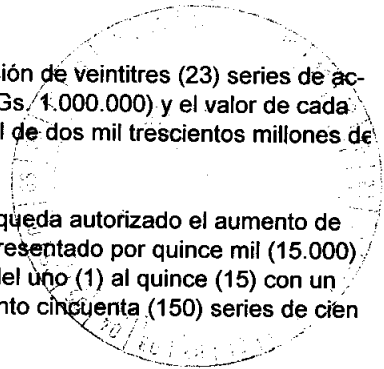 ión de veintitres (23) series de ac-
Gs. 1.000.000) y el valor de cada
l de dos mil trescientos millones de
queda autorizado el aumento de
resentado por quince mil (15.000)
del uno (1) al quince (15) con un
nto cincuenta (150) series de cien